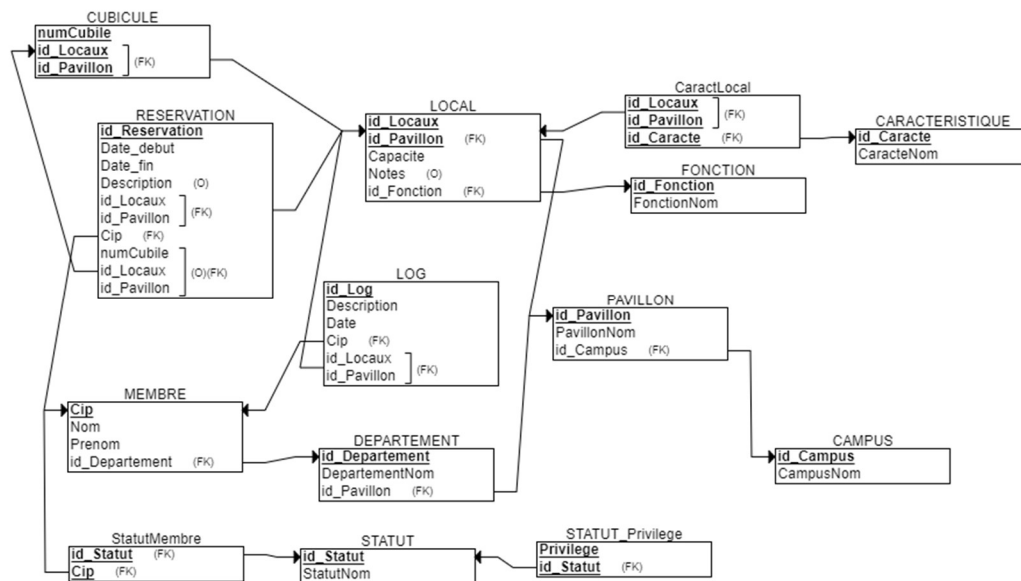 CUBICULE
numCubile
id_Locaux
id_Pavillon (FK)
RESERVATION
id_Reservation
Date_debut
Date_fin
Description (O)
id_Locaux
id_Pavillon (FK)
Cip (FK)
numCubile
id_Locaux (O)(FK)
id_Pavillon
LOCAL
id_Locaux
id_Pavillon (FK)
Capacite
Notes (O)
id_Fonction (FK)
CaractLocal
id_Locaux
id_Pavillon (FK)
id_Caracte (FK)
CARACTERISTIQUE
id_Caracte
CaracteNom
FONCTION
id_Fonction
FonctionNom
LOG
id_Log
Description
Date
Cip (FK)
id_Locaux
id_Pavillon (FK)
PAVILLON
id_Pavillon
PavillonNom
id_Campus (FK)
MEMBRE
Cip
Nom
Prenom
id_Departement (FK)
DEPARTEMENT
id_Departement
DepartementNom
id_Pavillon (FK)
CAMPUS
id_Campus
CampusNom
StatutMembre
id_Statut (FK)
Cip (FK)
STATUT
id_Statut
StatutNom
STATUT_Privilege
Privilege
id_Statut (FK)